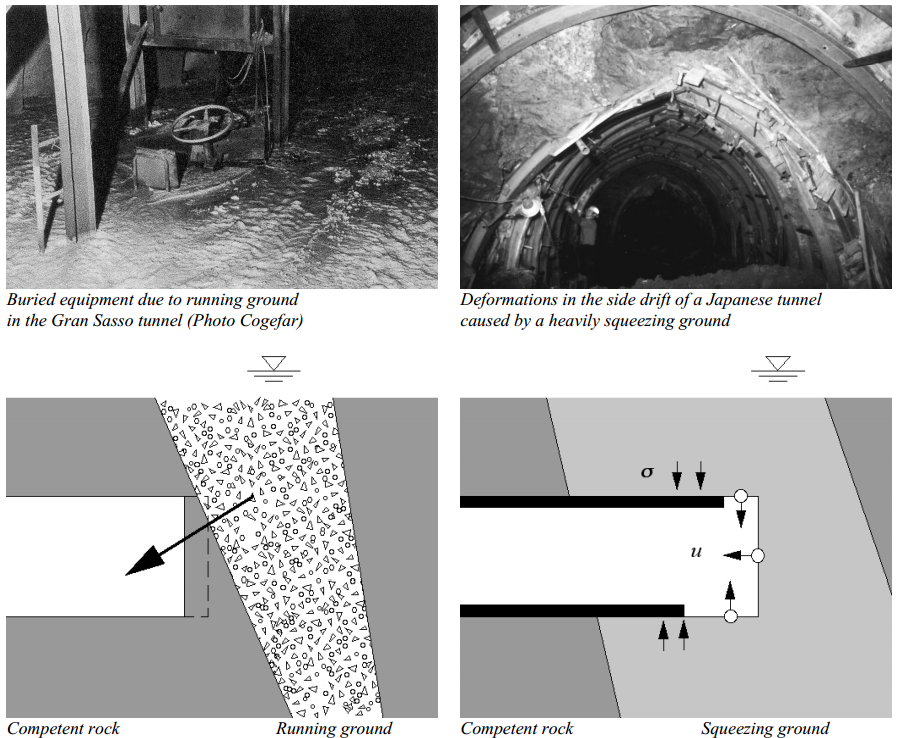 Buried equipment due to running ground
in the Gran Sasso tunnel (Photo Cogefar)
Deformations in the side drift of a Japanese tunnel
caused by a heavily squeezing ground
σ
u
Competent rock
Running ground
Competent rock
Squeezing ground